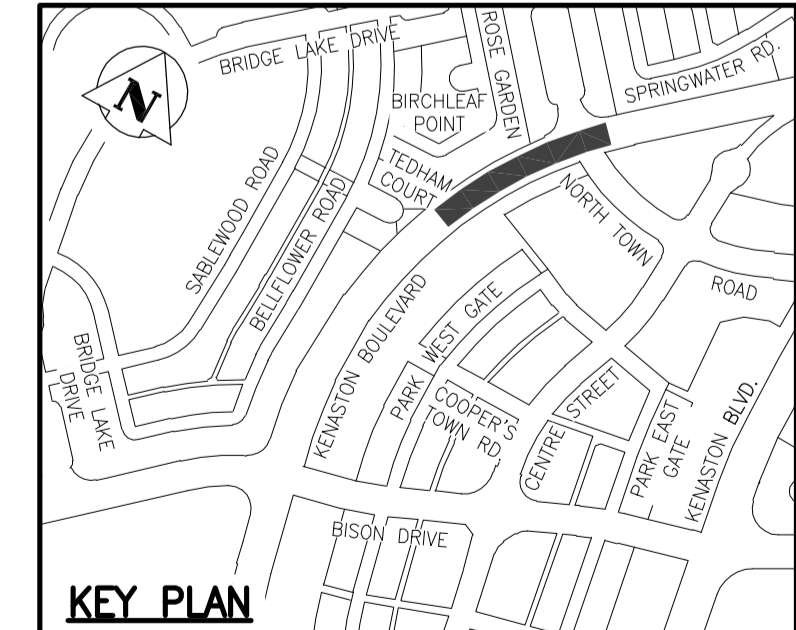 BRIDGE LAKE DRIVE
ROSE GARDEN
SPRINGWATER RD.
N
BIRCHLEAF
POINT
TEDHAM
COURT
SABLEWOOD ROAD
BELLFLOWER ROAD
NORTH TOWN
ROAD
KENASTON BOULEVARD
PARK WEST GATE
BRIDGE LAKE
DRIVE
COOPER'S
TOWN RD
CENTRE STREET
PARK EAST
GATE
KENASTON BLVD.
BISON DRIVE
KEY PLAN